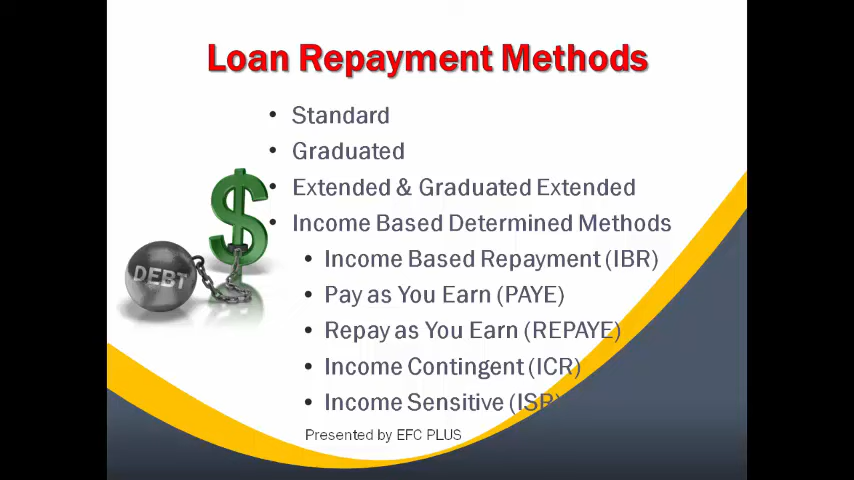 Loan Repayment Methods
• Standard
• Graduated
• Extended & Graduated Extended
• Income Based Determined Methods
• Income Based Repayment (IBR)
• Pay as You Earn (PAYE)
• Repay as You Earn (REPAYE)
• Income Contingent (ICR)
• Income Sensitive (ISR)
DEBT
Presented by EFC PLUS